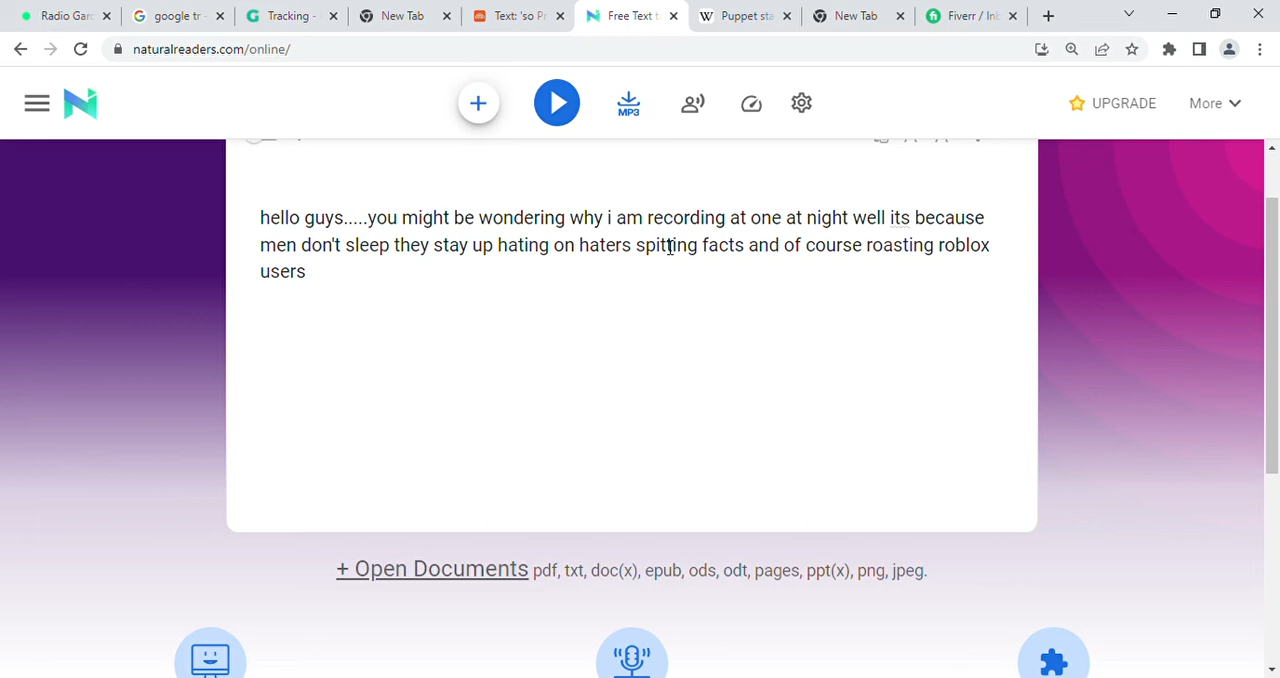 Radio Gard
google tr -
Tracking -
New Tab
Text: 'so Pr
Free Text t
Puppet sta
New Tab
Fiverr / Inb
naturalreaders.com/online/
MP3
UPGRADE
More
hello guys.....you might be wondering why i am recording at one at night well its because
men don't sleep they stay up hating on haters spitting facts and of course roasting roblox
users
+ Open Documents pdf, txt, doc(x), epub, ods, odt, pages, ppt(x), png, jpeg.